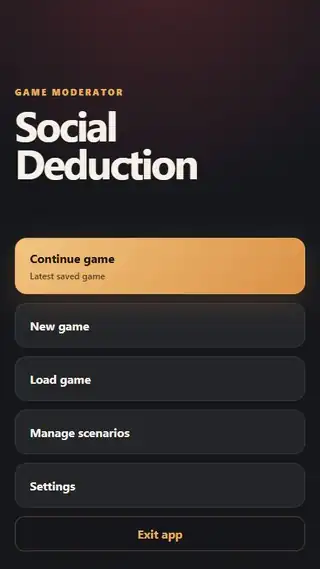 GAME MODERATOR
Social
Deduction
Continue game
Latest saved game
New game
Load game
Manage scenarios
Settings
Exit app